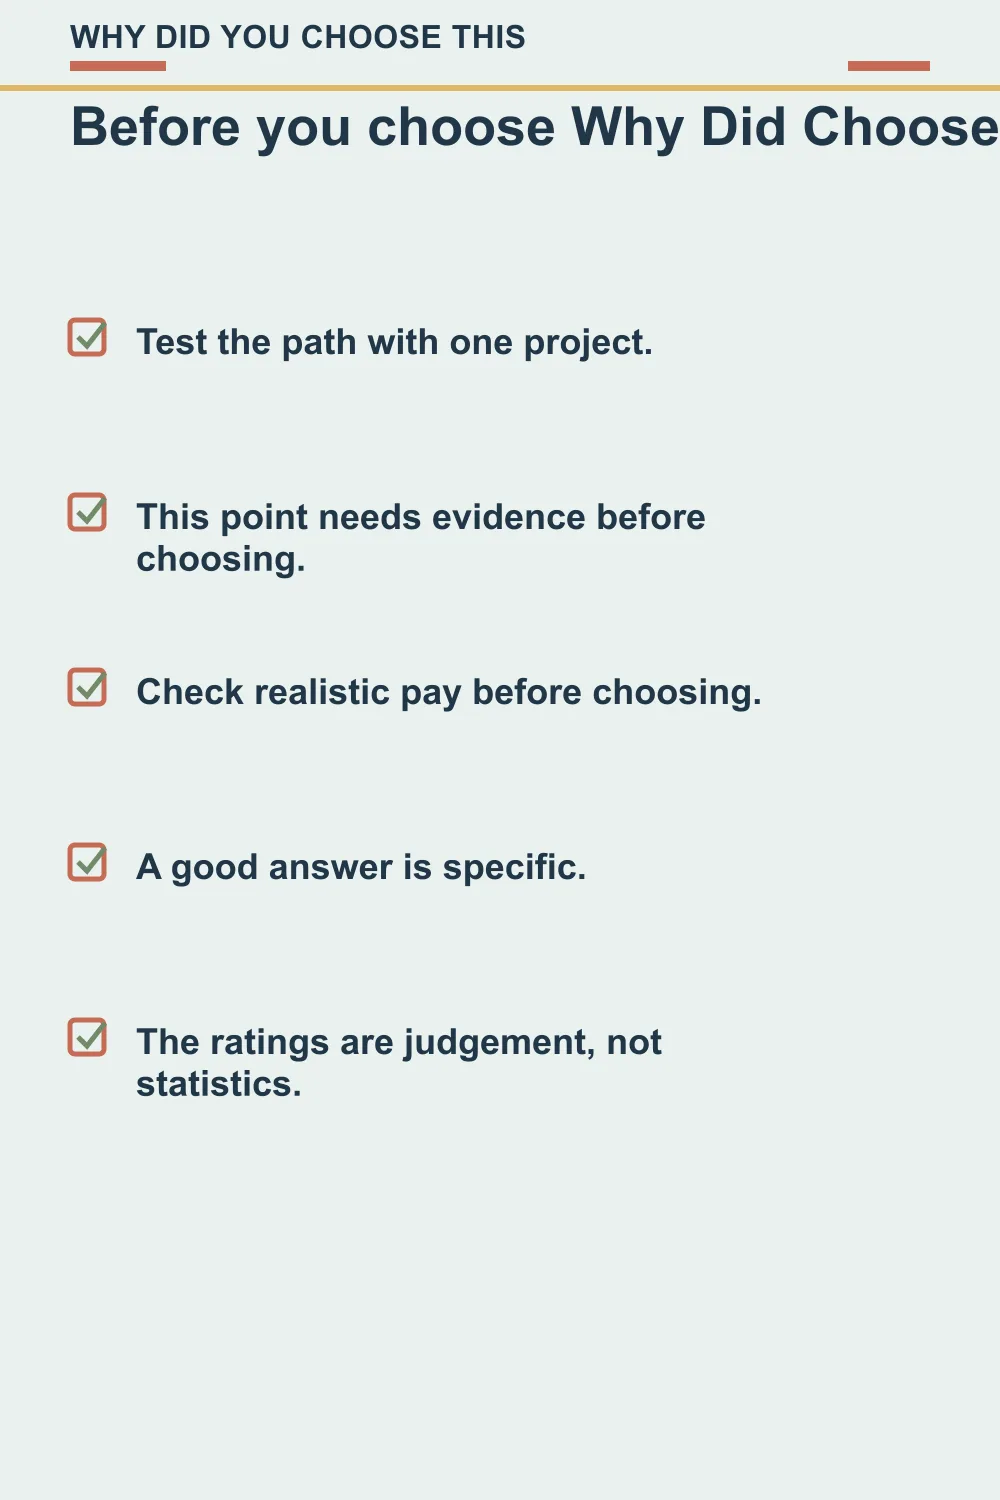 WHY DID YOU CHOOSE THIS
Before you choose Why Did Choose
Test the path with one project.
This point needs evidence before
choosing.
Check realistic pay before choosing.
A good answer is specific.
The ratings are judgement, not
statistics.